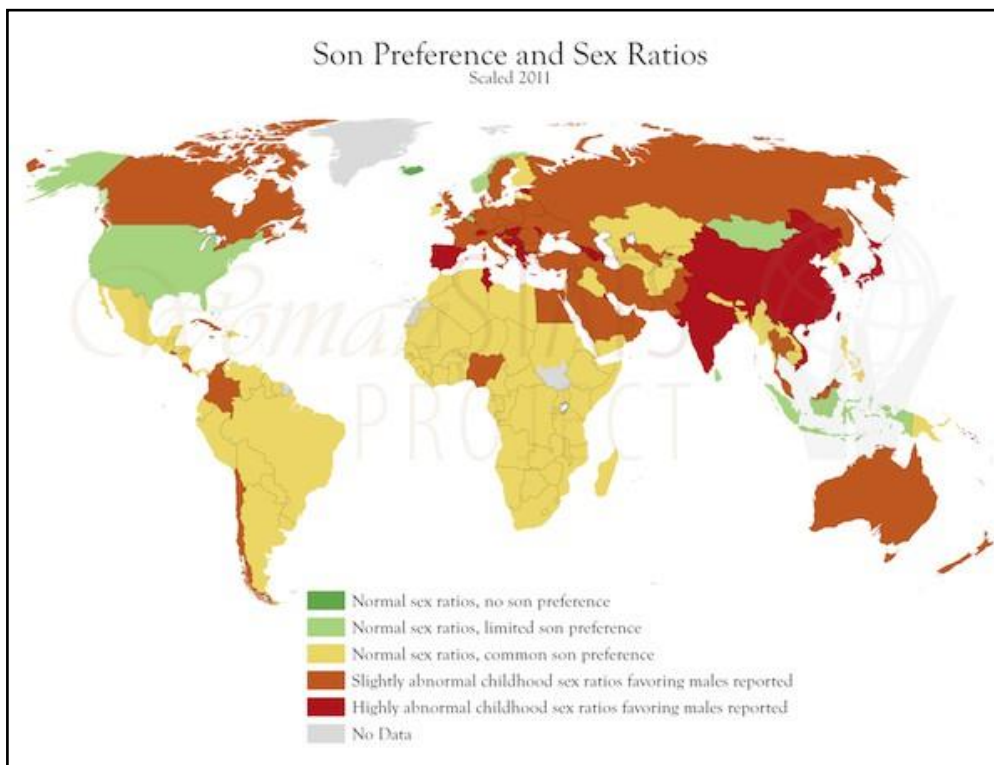 Son Preference and Sex Ratios
Scaled 2011
PROJECT
Normal sex ratios, no son preference
Normal sex ratios, limited son preference
Normal sex ratios, common son preference
Slightly abnormal childhood sex ratios favoring males reported
Highly abnormal childhood sex ratios favoring males reported
No Data